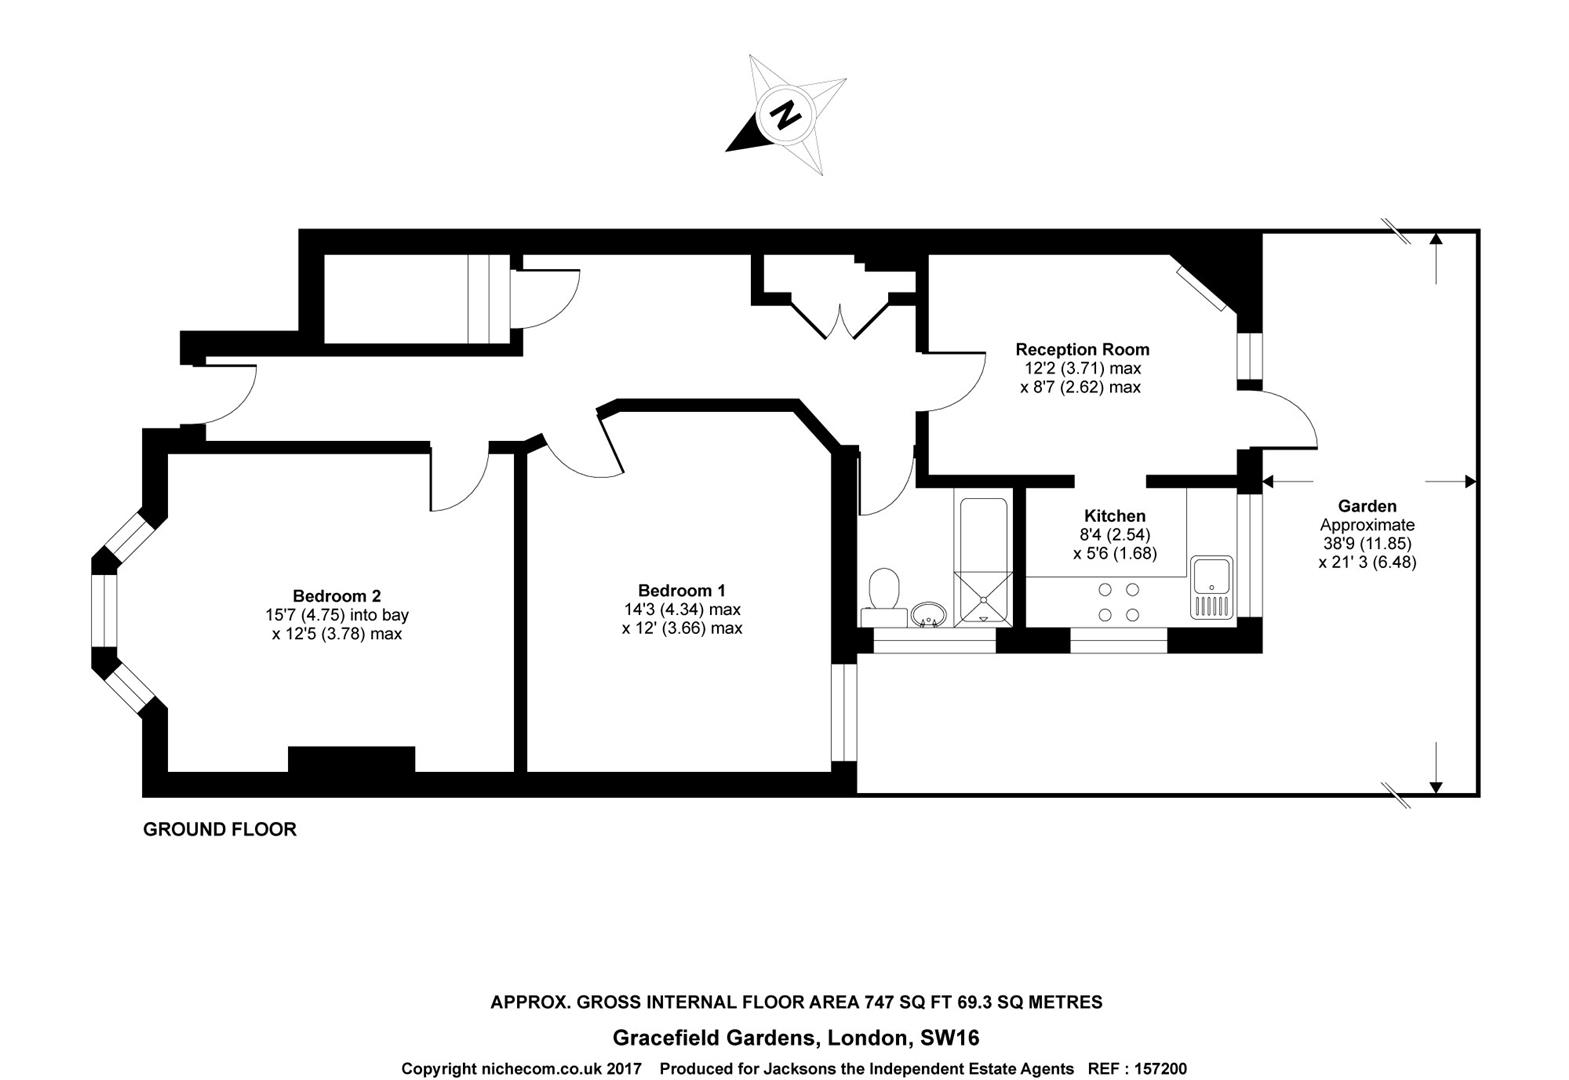 N
Reception Room
12'2 (3.71) max
x 8'7 (2.62) max
Kitchen
8'4 (2.54)
x 5'6 (1.68)
Garden
Approximate
38'9 (11.85)
x 21' 3 (6.48)
Bedroom 2
15'7 (4.75) into bay
x 12'5 (3.78) max
Bedroom 1
14'3 (4.34) max
x 12' (3.66) max
GROUND FLOOR
APPROX. GROSS INTERNAL FLOOR AREA 747 SQ FT 69.3 SQ METRES
Gracefield Gardens, London, SW16
Copyright nichecom.co.uk 2017 Produced for Jacksons the Independent Estate Agents REF : 157200